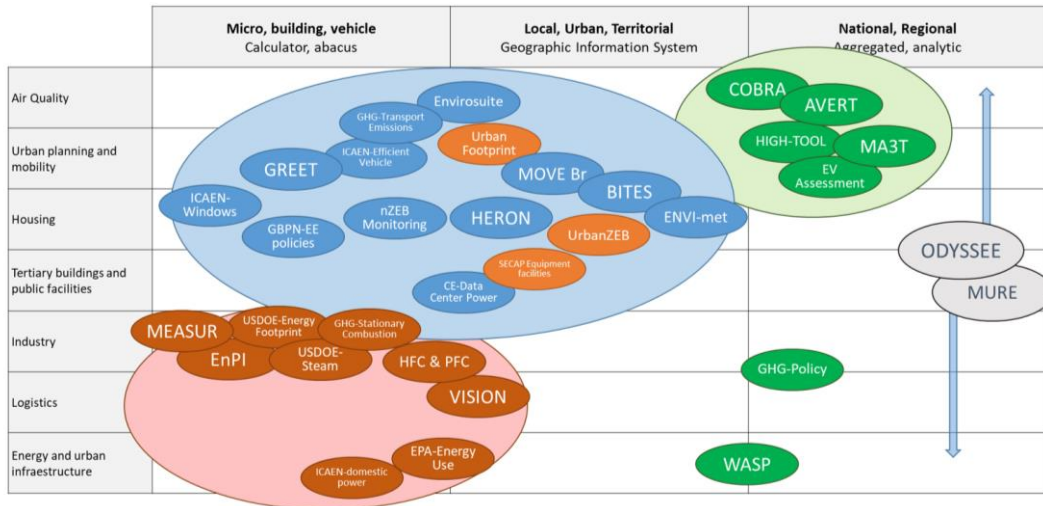 Micro, building, vehicle
Calculator, abacus
Local, Urban, Territorial
Geographic Information System
National, Regional
Aggregated, analytic
Air Quality
Urban planning and
mobility
Housing
Tertiary buildings and
public facilities
Industry
Logistics
Energy and urban
infraestructure
Envirosuite
GHG-Transport
Emissions
Urban
Footprint
ICAEN-Efficient
Vehicle
GREET
MOVE Br
BITES
ICAEN-
Windows
nZEB
Monitoring
HERON
ENVI-met
GBPN-EE
policies
UrbanZEB
SECAP Equipment
facilities
CE-Data
Center Power
COBRA
AVERT
HIGH-TOOL
MA3T
EV
Assessment
ODYSSEE
MURE
MEASUR
USDOE-Energy
Footprint
GHG-Stationary
Combustion
EnPI
USDOE-
Steam
HFC & PFC
VISION
GHG-Policy
EPA-Energy
Use
ICAEN-domestic
power
WASP